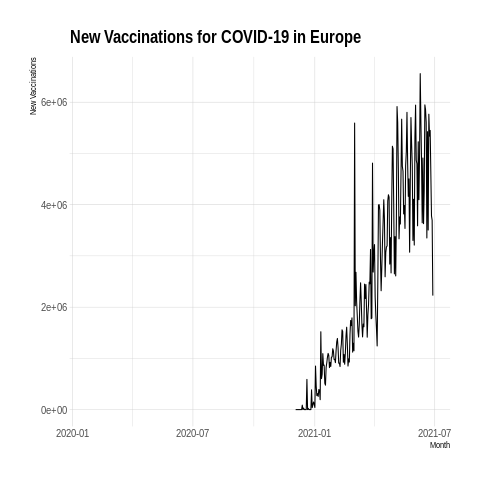 New Vaccinations for COVID-19 in Europe
New Vaccinations
6e+06
4e+06
2e+06
0e+00
2020-01
2020-07
2021-01
2021-07
Month